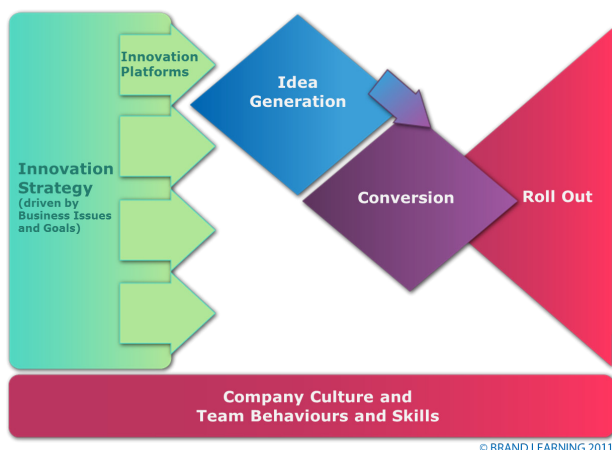 Innovation
Platforms
Idea
Generation
Innovation
Strategy
(driven by
Business Issues
and Goals)
Conversion
Roll Out
Company Culture and
Team Behaviours and Skills
© BRAND LEARNING 2011